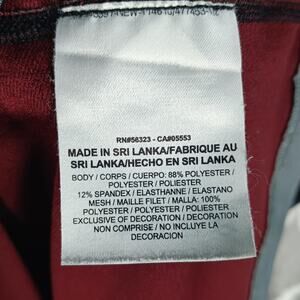 RN#56323 - CA#05553
MADE IN SRI LANKA/FABRIQUE AU
SRI LANKA/HECHO EN SRI LANKA
BODY / CORPS / CUERPO: 88% POLYESTER /
POLYESTER / POLIESTER
12% SPANDEX / ELASTHANNE / ELASTANO
MESH / MAILLE FILET / MALLA: 100%
POLYESTER / POLYESTER / POLIESTER
EXCLUSIVE OF DECORATION / DECORATION
NON COMPRISE / NO INCLUYE LA
DECORACION